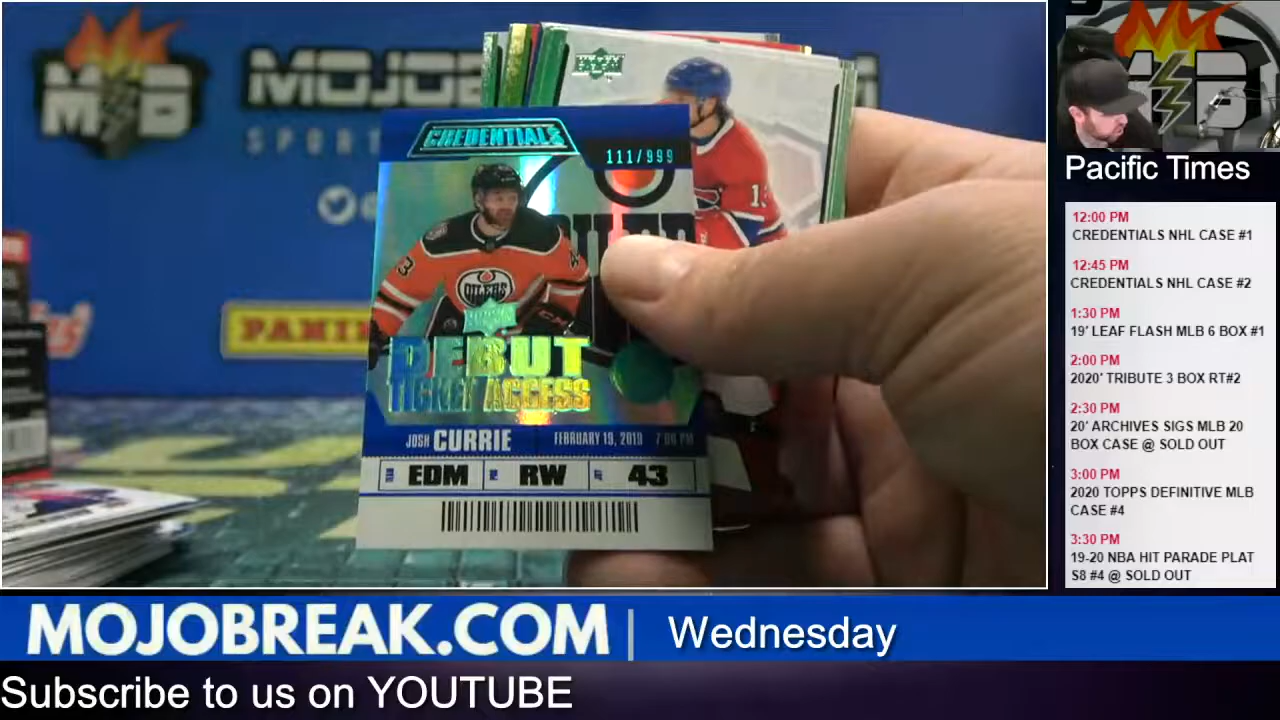 MOJOB
SPORT
PANINI
CREDENTIALS
111/999
OILERS
DEBUT
TICKET ACCESS
JOSH CURRIE
FEBRUARY 19, 2019
EDM
RW
43
MB
Pacific Times
12:00 PM
CREDENTIALS NHL CASE #1
12:45 PM
CREDENTIALS NHL CASE #2
1:30 PM
19' LEAF FLASH MLB 6 BOX #1
2:00 PM
2020' TRIBUTE 3 BOX RT#2
2:30 PM
20' ARCHIVES SIGS MLB 20
BOX CASE @ SOLD OUT
3:00 PM
2020 TOPPS DEFINITIVE MLB
CASE #4
3:30 PM
19-20 NBA HIT PARADE PLAT
S8 #4 @ SOLD OUT
MOJOBREAK.COM | Wednesday
Subscribe to us on YOUTUBE